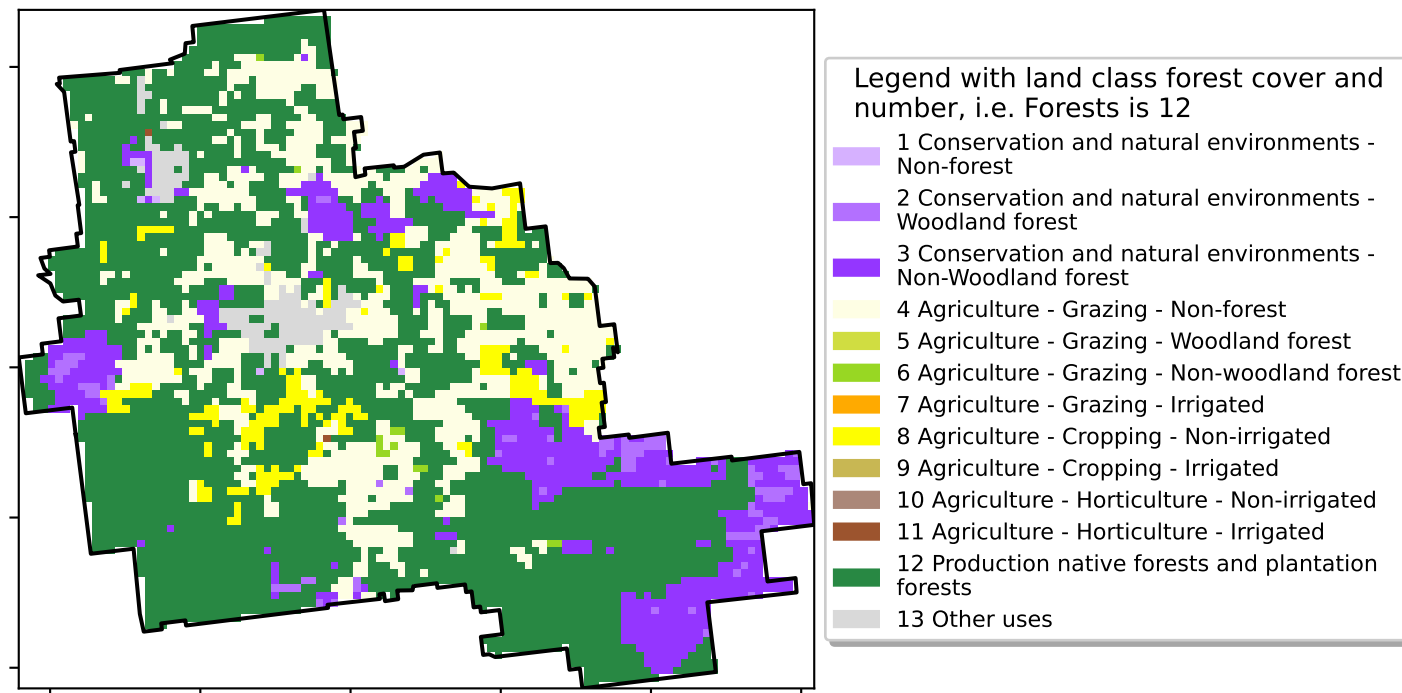 Legend with land class forest cover and
number, i.e. Forests is 12
1 Conservation and natural environments -
Non-forest
2 Conservation and natural environments -
Woodland forest
3 Conservation and natural environments -
Non-Woodland forest
4 Agriculture - Grazing - Non-forest
5 Agriculture - Grazing - Woodland forest
6 Agriculture - Grazing - Non-woodland forest
7 Agriculture - Grazing - Irrigated
8 Agriculture - Cropping - Non-irrigated
9 Agriculture - Cropping - Irrigated
10 Agriculture - Horticulture - Non-irrigated
11 Agriculture - Horticulture - Irrigated
12 Production native forests and plantation
forests
13 Other uses